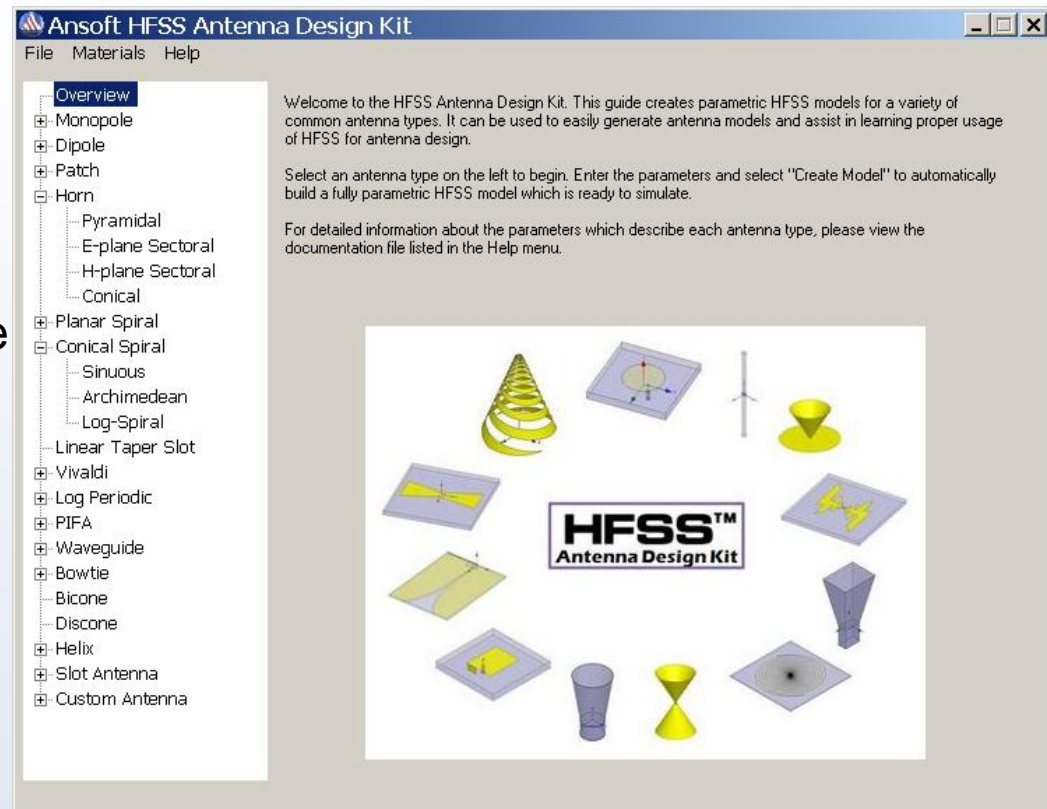 Ansoft HFSS Antenna Design Kit
File Materials Help
Overview
Monopole
Dipole
Patch
Horn
Pyramidal
E-plane Sectoral
H-plane Sectoral
Conical
Planar Spiral
Conical Spiral
Sinuous
Archimedean
Log-Spiral
Linear Taper Slot
Vivaldi
Log Periodic
PIFA
Waveguide
Bowtie
Bicone
Discone
Helix
Slot Antenna
Custom Antenna
Welcome to the HFSS Antenna Design Kit. This guide creates parametric HFSS models for a variety of
common antenna types. It can be used to easily generate antenna models and assist in learning proper usage
of HFSS for antenna design.
Select an antenna type on the left to begin. Enter the parameters and select "Create Model" to automatically
build a fully parametric HFSS model which is ready to simulate.
For detailed information about the parameters which describe each antenna type, please view the
documentation file listed in the Help menu.
HFSS™
Antenna Design Kit